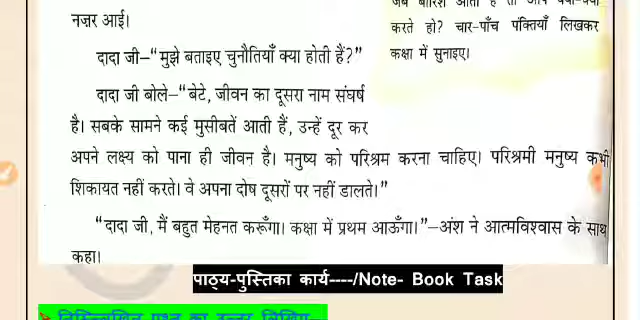 नज़र आई।
करते हो? चार-पाँच पंक्तियाँ लिखकर
कक्षा में सुनाइए।
दादा जी–“मुझे बताइए चुनौतियाँ क्या होती हैं?”
दादा जी बोले–“बेटे, जीवन का दूसरा नाम संघर्ष
है। सबके सामने कई मुसीबतें आती हैं, उन्हें दूर कर
अपने लक्ष्य को पाना ही जीवन है। मनुष्य को परिश्रम करना चाहिए। परिश्रमी मनुष्य कभी
शिकायत नहीं करते। वे अपना दोष दूसरों पर नहीं डालते।”
“दादा जी, मैं बहुत मेहनत करूँगा। कक्षा में प्रथम आऊँगा।”–अंश ने आत्मविश्वास के साथ
कहा।
पाठ्य-पुस्तिका कार्य----/Note- Book Task